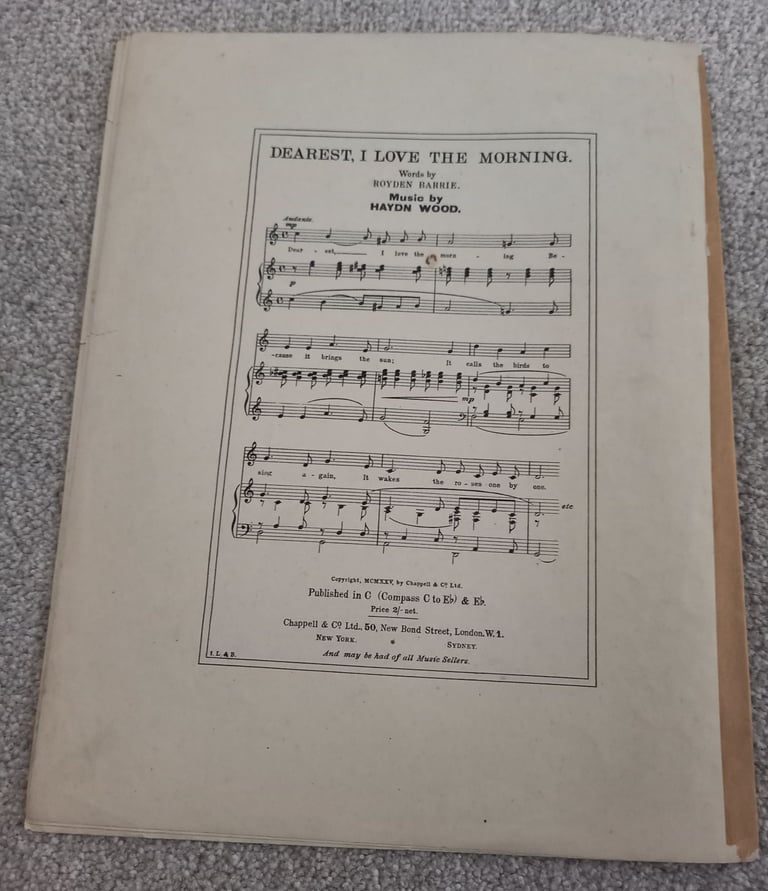 DEAREST, I LOVE THE MORNING.
Words by
ROYDEN BARRIE.
Music by
HAYDN WOOD.
Andante.
mp
Dear - est, I love the morn - ing Be -
p
-cause it brings the sun; It calls the birds to
mp
sing a - gain, It wakes the ro - ses one by one.
etc
Copyright, MCMXXV, by Chappell & Co. Ltd.
Published in C (Compass C to E♭) & E♭.
Price 2/- net.
Chappell & Co. Ltd., 50, New Bond Street, London. W. 1.
NEW YORK. SYDNEY.
And may be had of all Music Sellers.